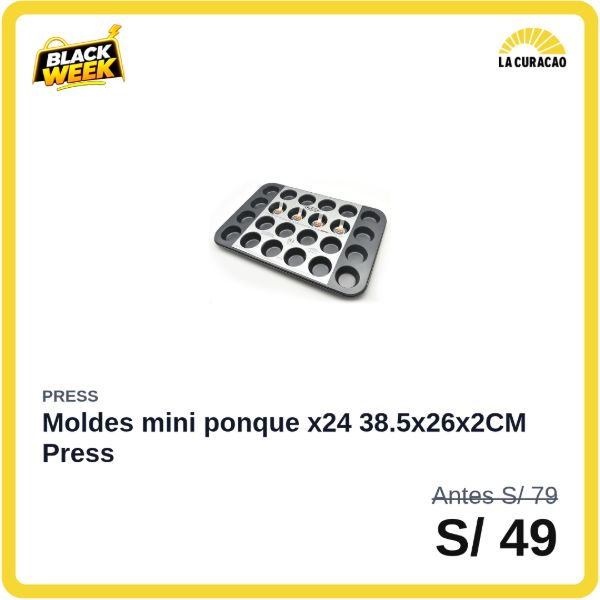 BLACK
WEEK
LA CURACAO
PRESS
Moldes mini ponque x24 38.5x26x2CM
Press
Antes S/ 79
S/ 49